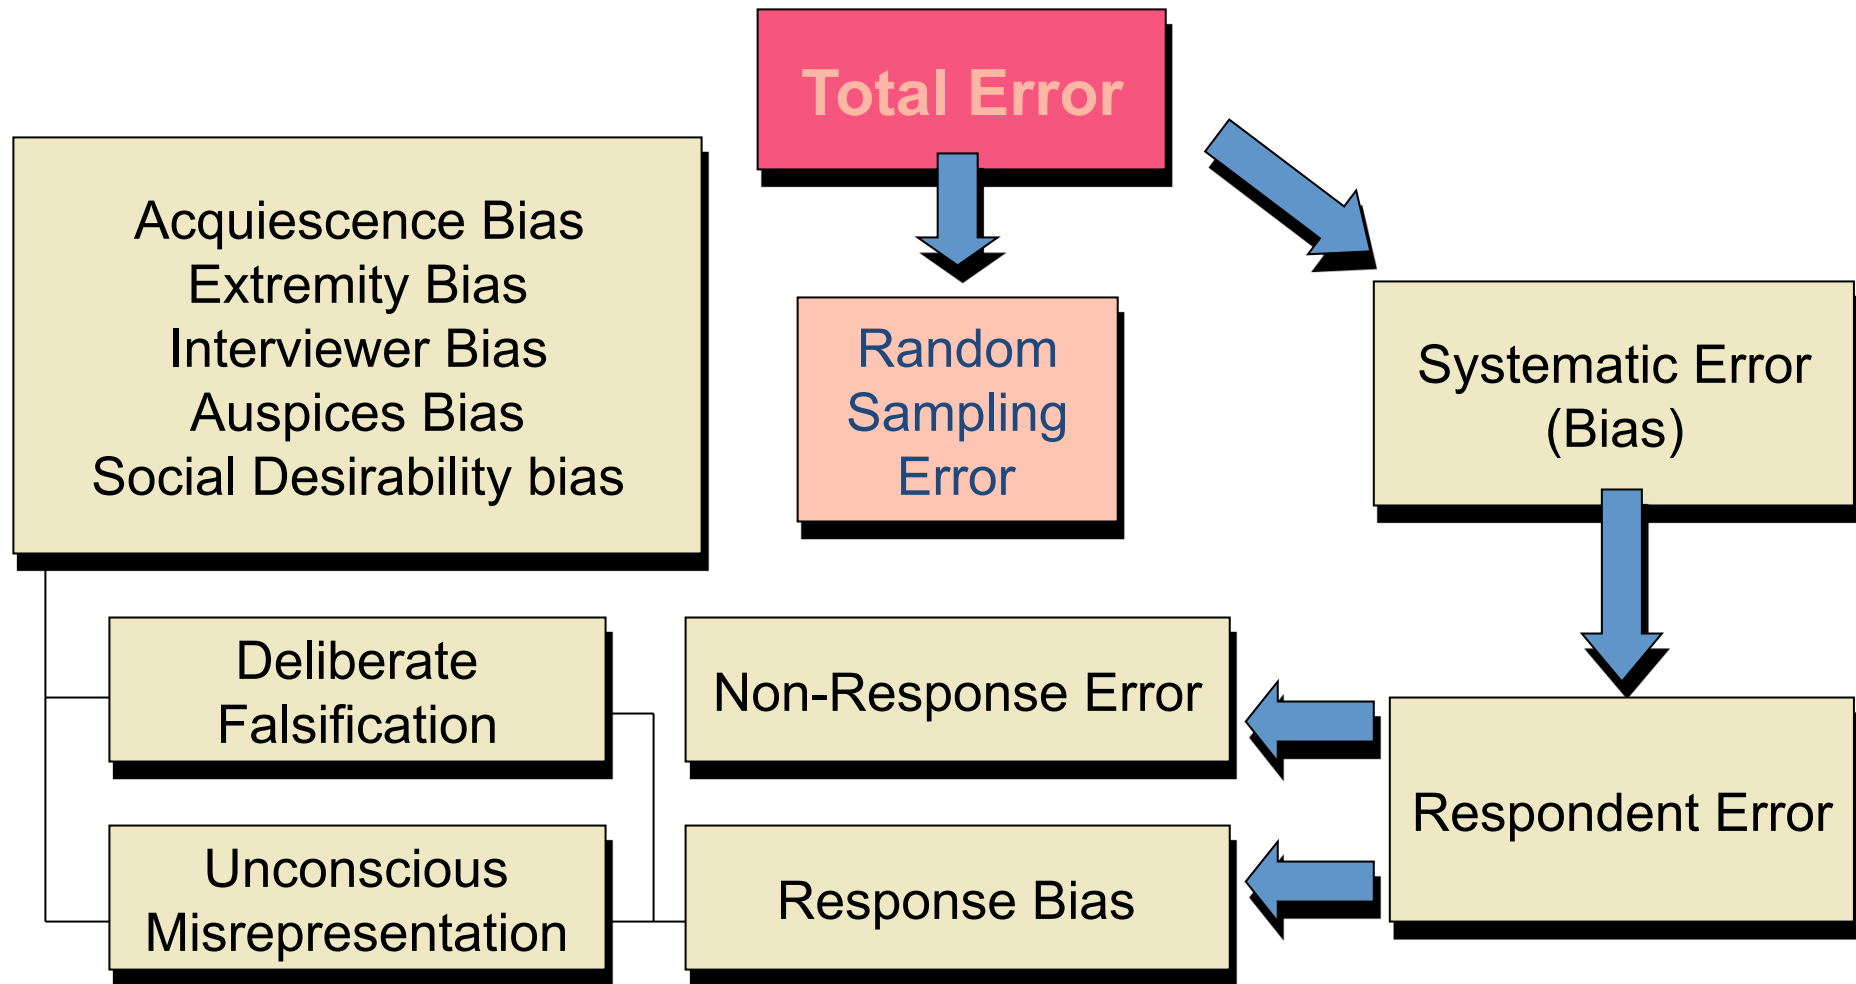 Total Error
Acquiescence Bias
Extremity Bias
Interviewer Bias
Auspices Bias
Social Desirability bias
Random
Sampling
Error
Systematic Error
(Bias)
Deliberate
Falsification
Non-Response Error
Respondent Error
Unconscious
Misrepresentation
Response Bias